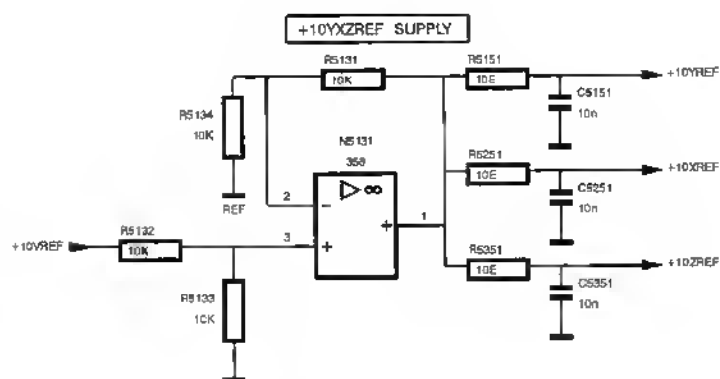 +10YXZREF SUPPLY
R5131
10K
R5151
10E
+10YREF
C5151
10n
R5134
10K
N5131
358
R5251
10E
+10XREF
C5251
10n
REF
2
1
R5132
+10VREF
10K
3
R5351
10E
+10ZREF
C5351
10n
R5133
10K